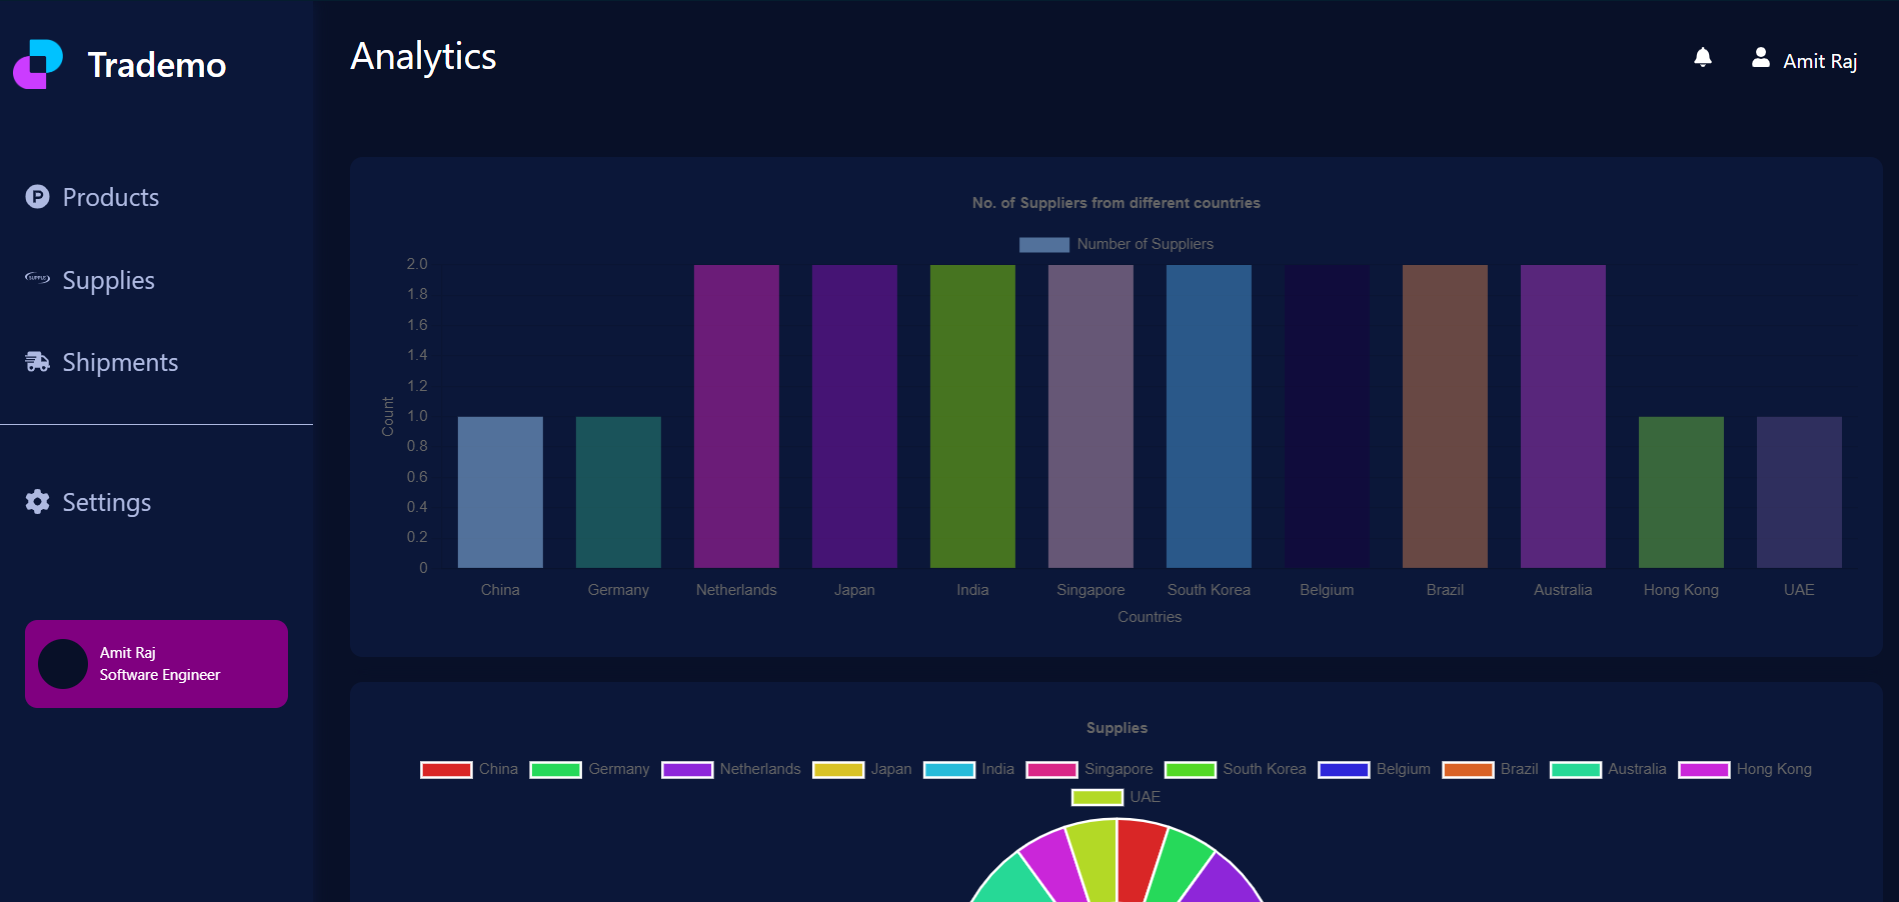 Trademo
Products
Supplies
Shipments
Settings
Amit Raj
Software Engineer
Analytics
Amit Raj
No. of Suppliers from different countries
Number of Suppliers
2.0
1.8
1.6
1.4
1.2
1.0
0.8
0.6
0.4
0.2
0
Count
China Germany Netherlands Japan India Singapore South Korea Belgium Brazil Australia Hong Kong UAE
Countries
Supplies
China Germany Netherlands Japan India Singapore South Korea Belgium Brazil Australia Hong Kong
UAE